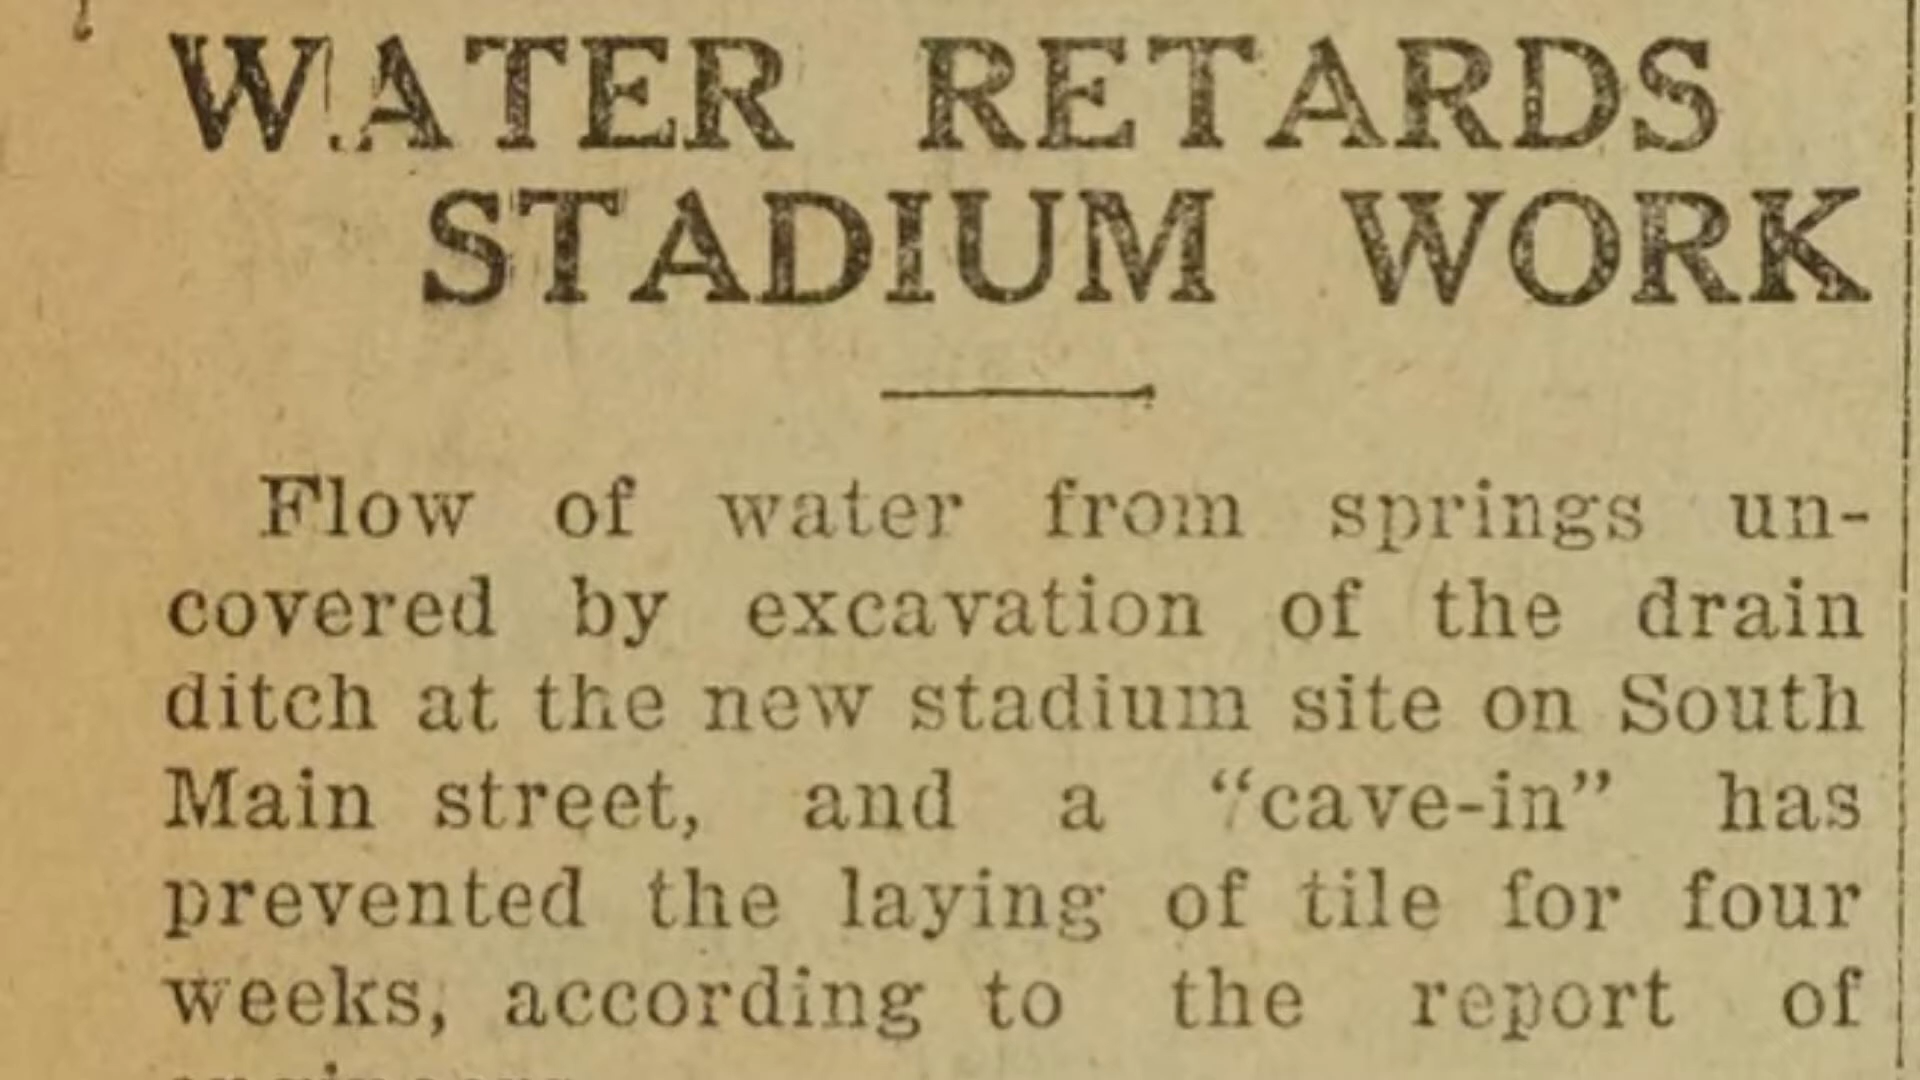 WATER RETARDS
STADIUM WORK
Flow of water from springs un-
covered by excavation of the drain
ditch at the new stadium site on South
Main street, and a “cave-in” has
prevented the laying of tile for four
weeks, according to the report of